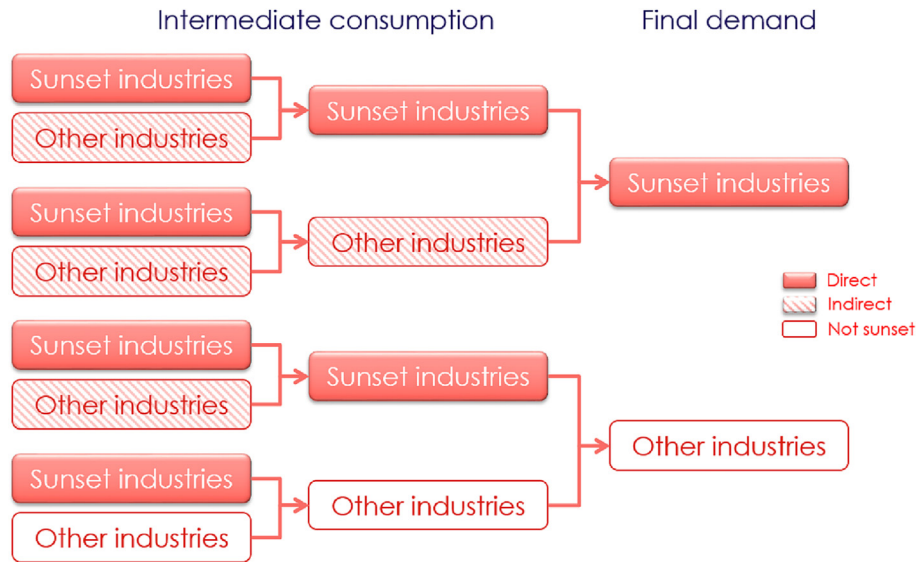 Intermediate consumption
Final demand
Sunset industries
Other industries
Sunset industries
Sunset industries
Sunset industries
Other industries
Other industries
Direct
Indirect
Not sunset
Sunset industries
Other industries
Sunset industries
Other industries
Sunset industries
Other industries
Other industries